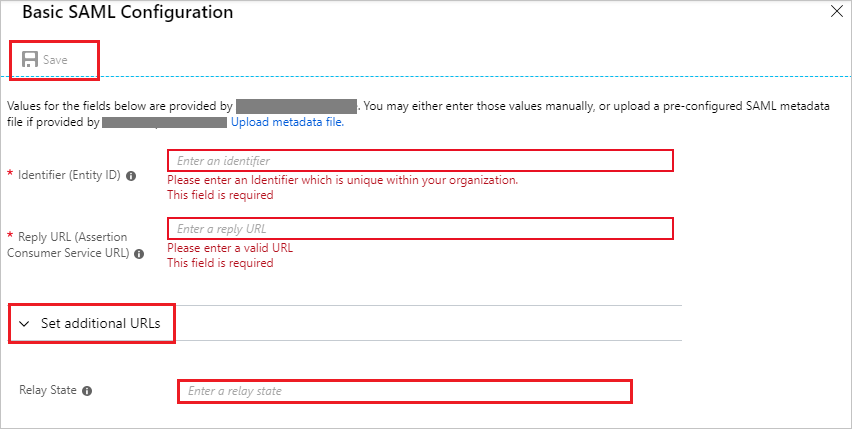 Basic SAML Configuration
Save
Values for the fields below are provided by . You may either enter those values manually, or upload a pre-configured SAML metadata
file if provided by Upload metadata file.
* Identifier (Entity ID)
Enter an identifier
Please enter an Identifier which is unique within your organization.
This field is required
* Reply URL (Assertion
Consumer Service URL)
Enter a reply URL
Please enter a valid URL
This field is required
Set additional URLs
Relay State
Enter a relay state